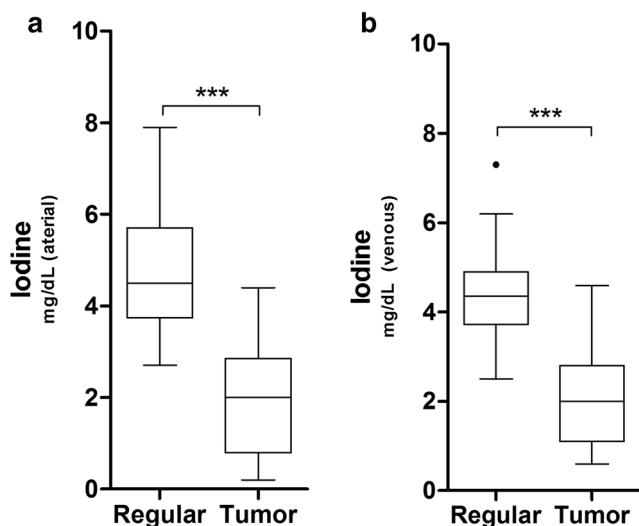 a
10
8
6
4
2
0
Iodine
mg/dL (aterial)
***
Regular Tumor
b
10
8
6
4
2
0
Iodine
mg/dL (venous)
***
Regular Tumor